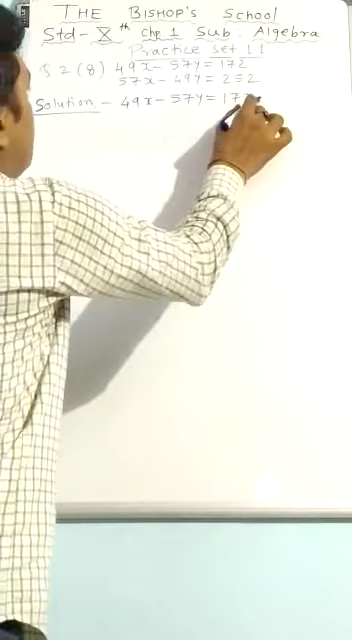 THE BISHOP'S School
Std - X th Chp 1 Sub. Algebra
Practice Set 1.1
Q 2 (8) 49x - 57y = 172
57x - 49y = 252
Solution - 49x - 57y = 172